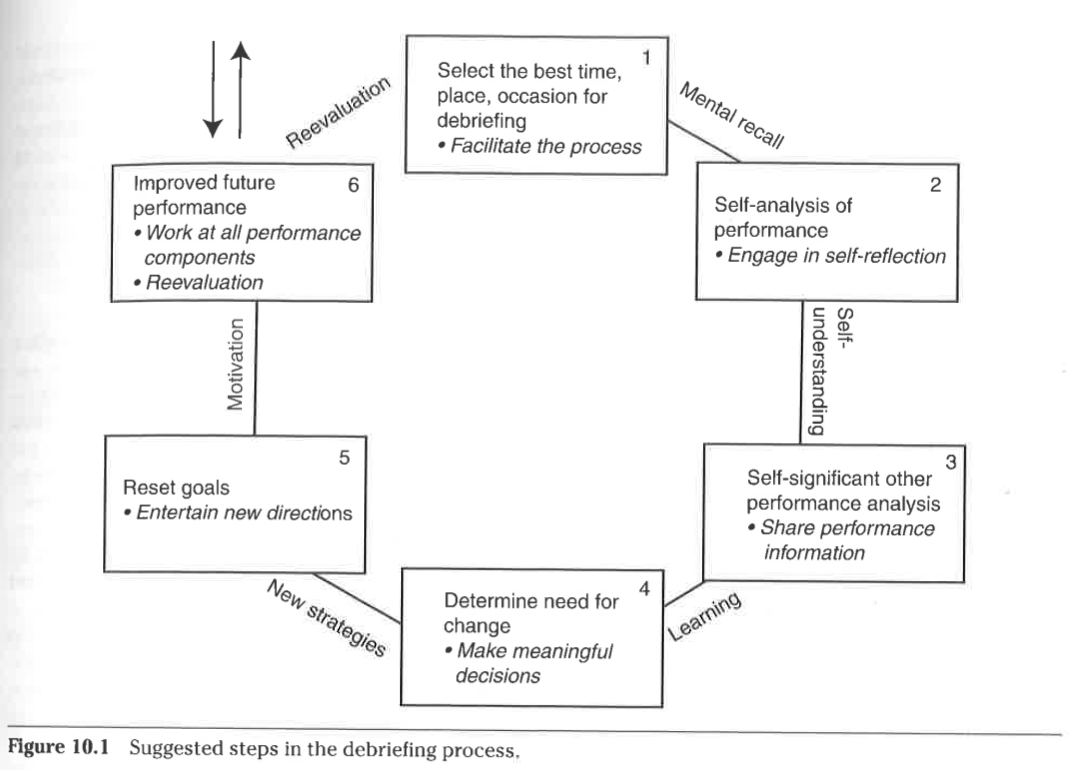 1
Select the best time,
place, occasion for
debriefing
• Facilitate the process
Mental recall
2
Self-analysis of
performance
• Engage in self-reflection
Self-
understanding
3
Self-significant other
performance analysis
• Share performance
information
Learning
4
Determine need for
change
• Make meaningful
decisions
New strategies
5
Reset goals
• Entertain new directions
Motivation
6
Improved future
performance
• Work at all performance
components
• Reevaluation
Reevaluation
Figure 10.1 Suggested steps in the debriefing process.